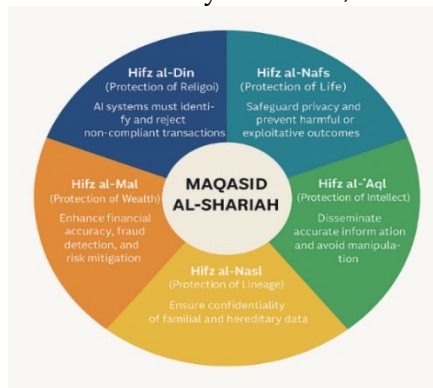 Hifz al-Din
(Protection of Religoi)
AI systems must identi-
fy and reject
non-compliant transactions
Hifz al-Nafs
(Protection of Life)
Safeguard privacy and
prevent harmful or
exploitative outcomes
Hifz al-Mal
(Protection of Wealth)
Enhance financial
accuracy, fraud
detection, and
risk mitigation
MAQASID
AL-SHARIAH
Hifz al-'Aql
(Protection of Intellect)
Disseminate
accurate inform ation
and avoid manipula-
tion
Hifz al-Nasl
(Protection of Lineage)
Ensure confidentiality
of familial and hereditary data